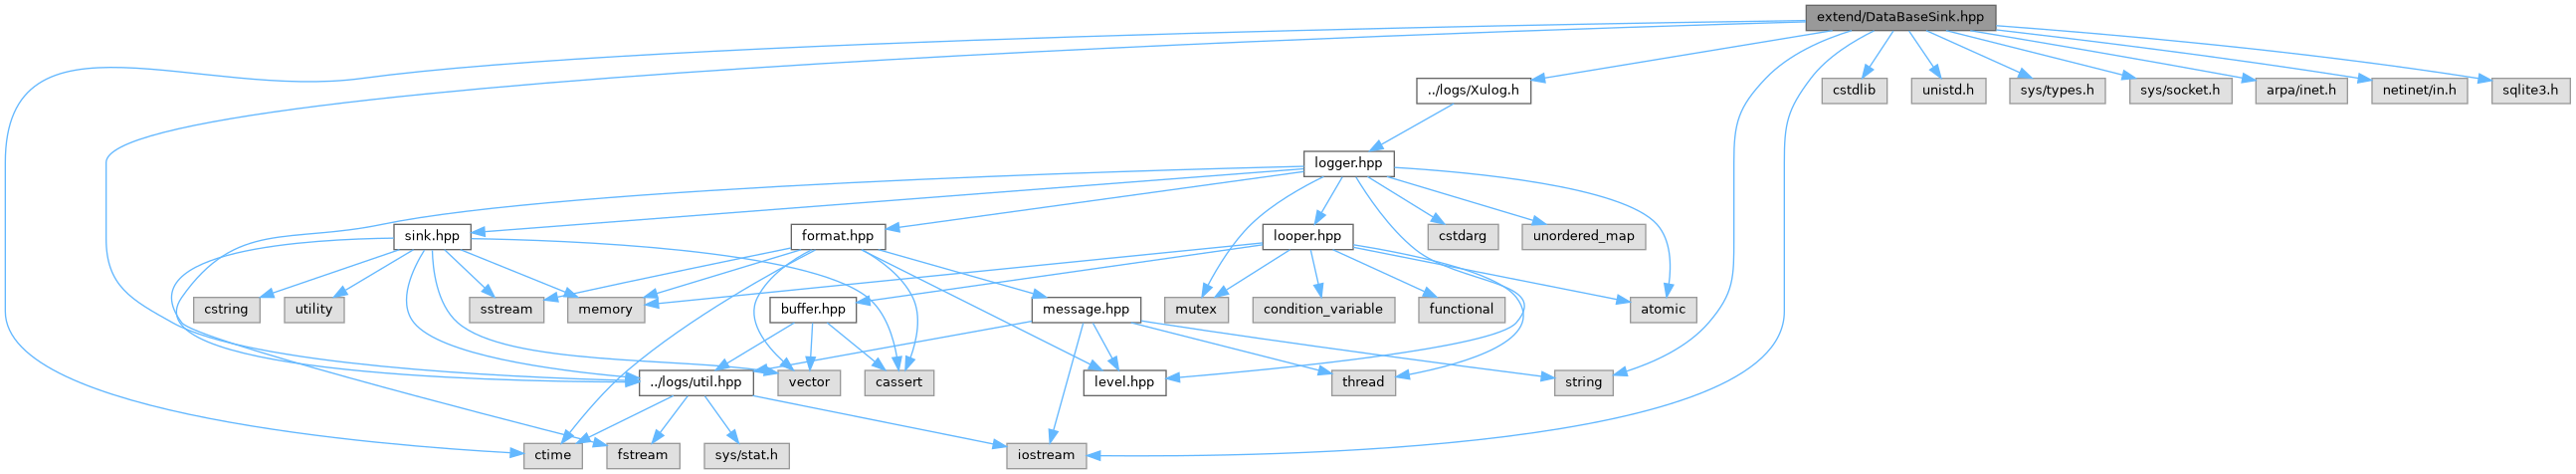 extend/DataBaseSink.hpp
../logs/Xulog.h
cstdlib
unistd.h
sys/types.h
sys/socket.h
arpa/inet.h
netinet/in.h
sqlite3.h
logger.hpp
sink.hpp
format.hpp
looper.hpp
cstdarg
unordered_map
cstring
utility
sstream
memory
buffer.hpp
message.hpp
mutex
condition_variable
functional
atomic
../logs/util.hpp
vector
cassert
level.hpp
thread
string
ctime
fstream
sys/stat.h
iostream